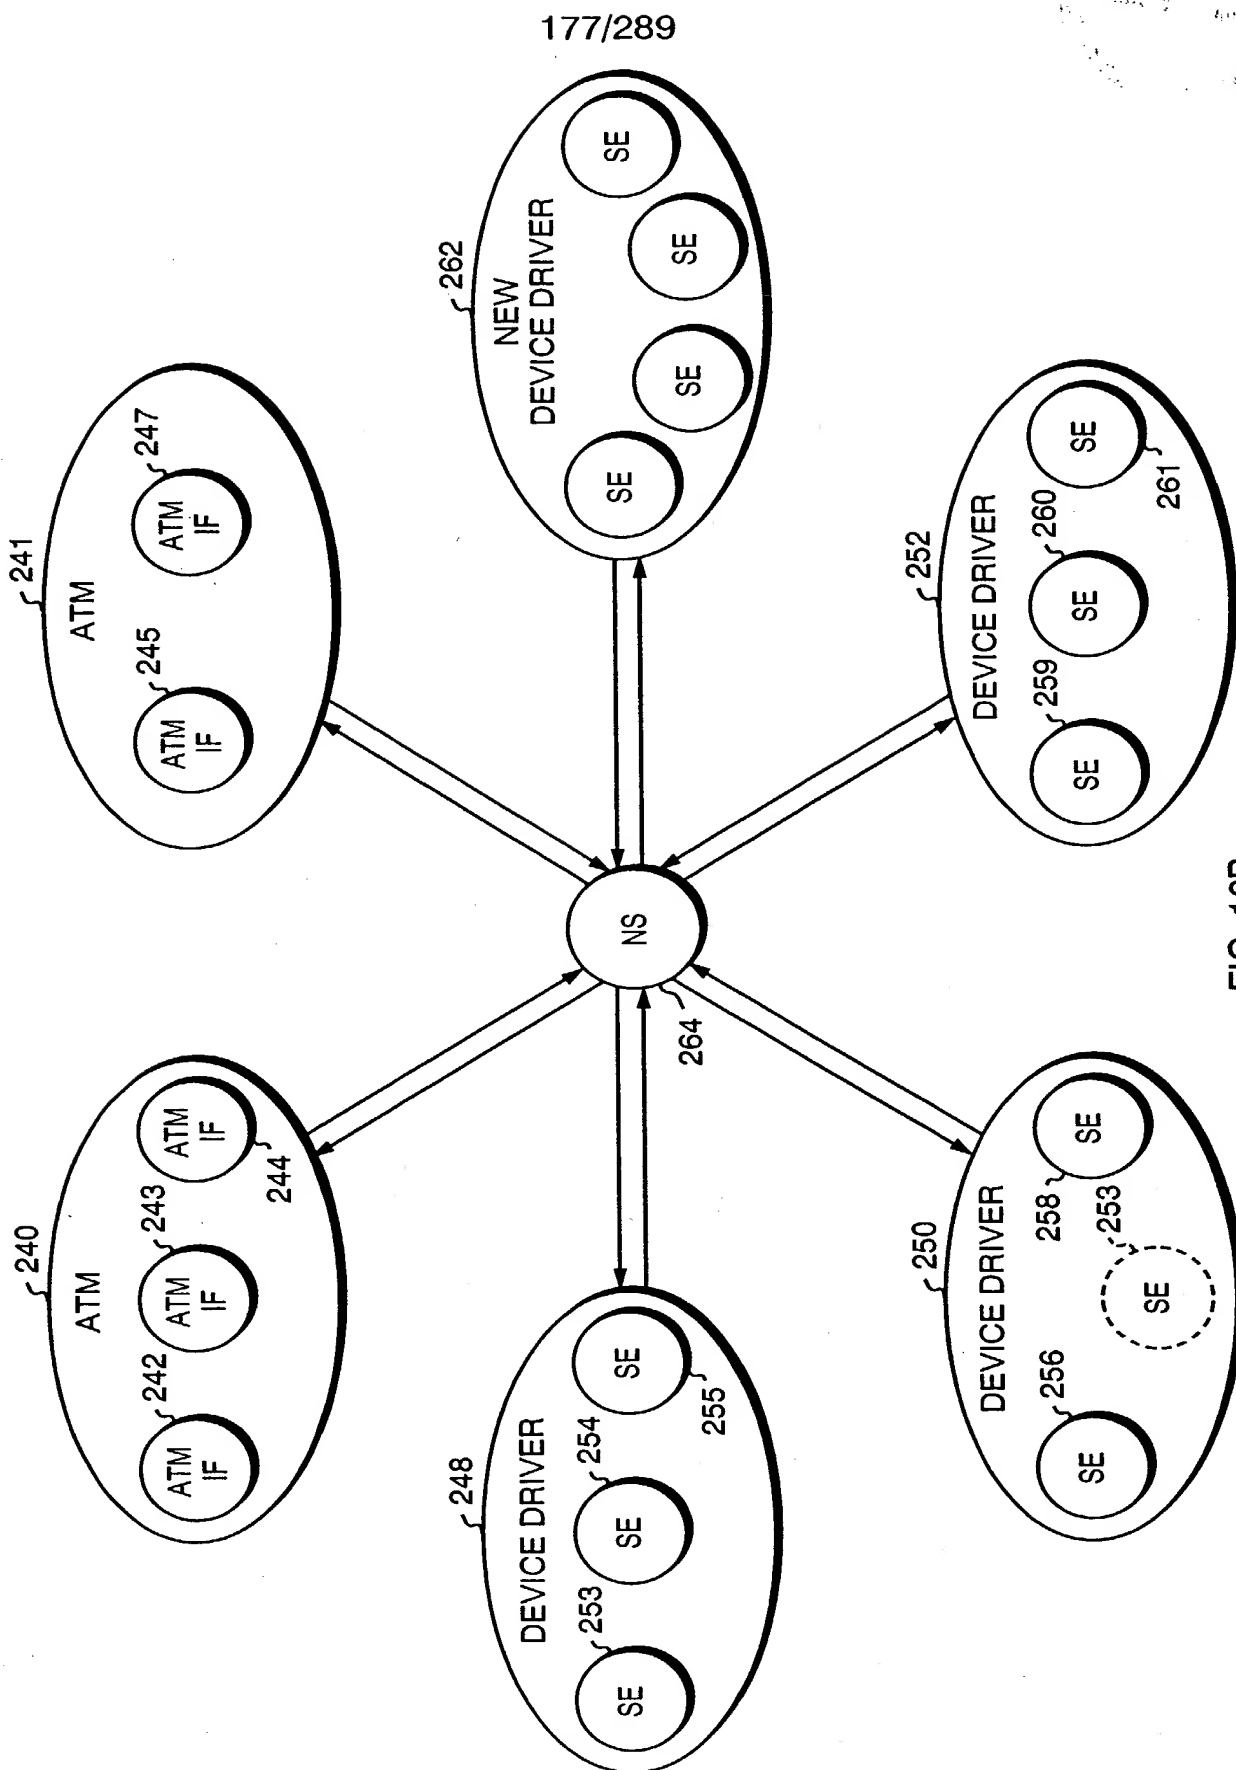 177/289
240
ATM
242
ATM
IF
243
ATM
IF
244
ATM
IF
241
ATM
245
ATM
IF
247
ATM
IF
248
DEVICE DRIVER
253
SE
254
SE
255
SE
NS
264
262
NEW
DEVICE DRIVER
SE
SE
SE
SE
250
DEVICE DRIVER
256
SE
253
SE
258
SE
252
DEVICE DRIVER
259
SE
260
SE
261
SE